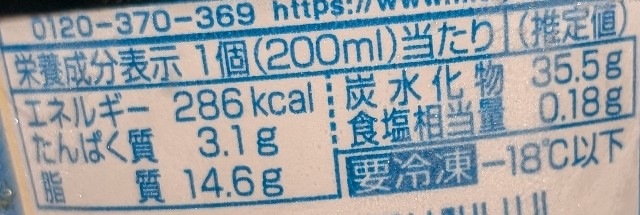 0120-370-369 https://www.
栄養成分表示 1個(200ml)当たり (推定値)
エネルギー 286kcal
たんぱく質 3.1g
脂質 14.6g
炭水化物 35.5g
食塩相当量 0.18g
要冷凍 −18℃以下